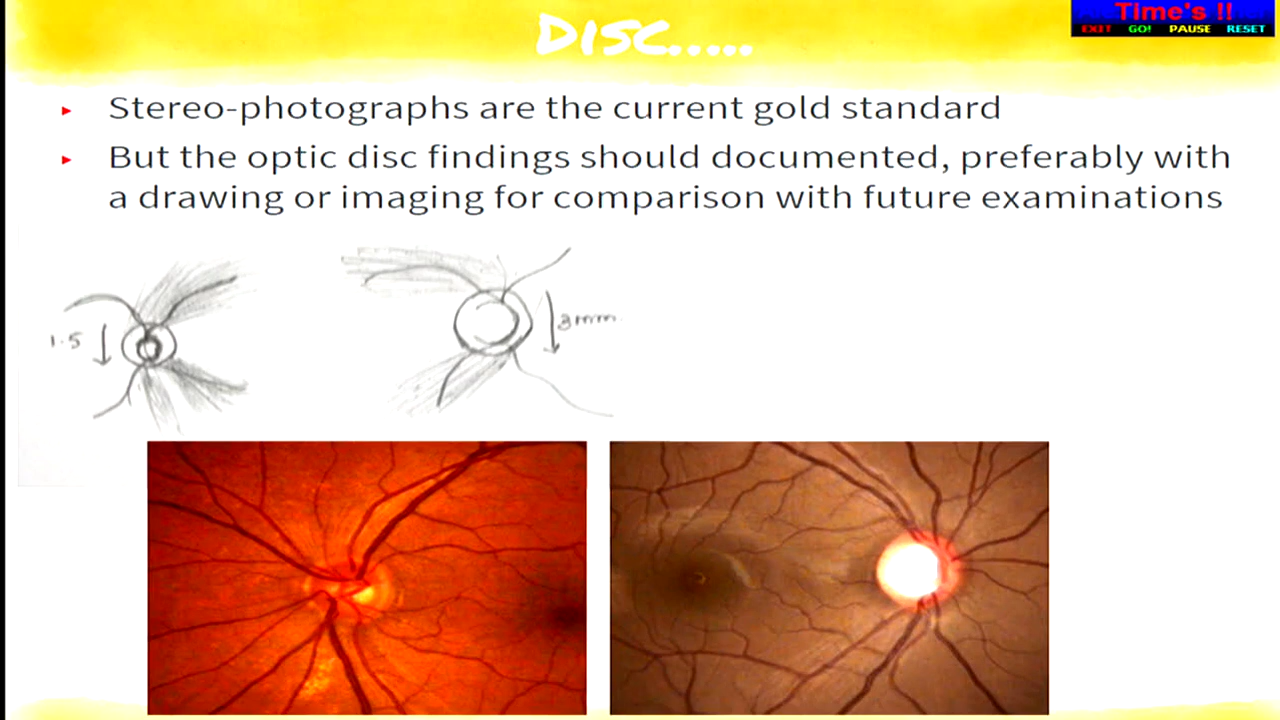 DISC.....
Time's !!
EXIT GO! PAUSE RESET
Stereo-photographs are the current gold standard
But the optic disc findings should documented, preferably with
a drawing or imaging for comparison with future examinations
1.5
3mm